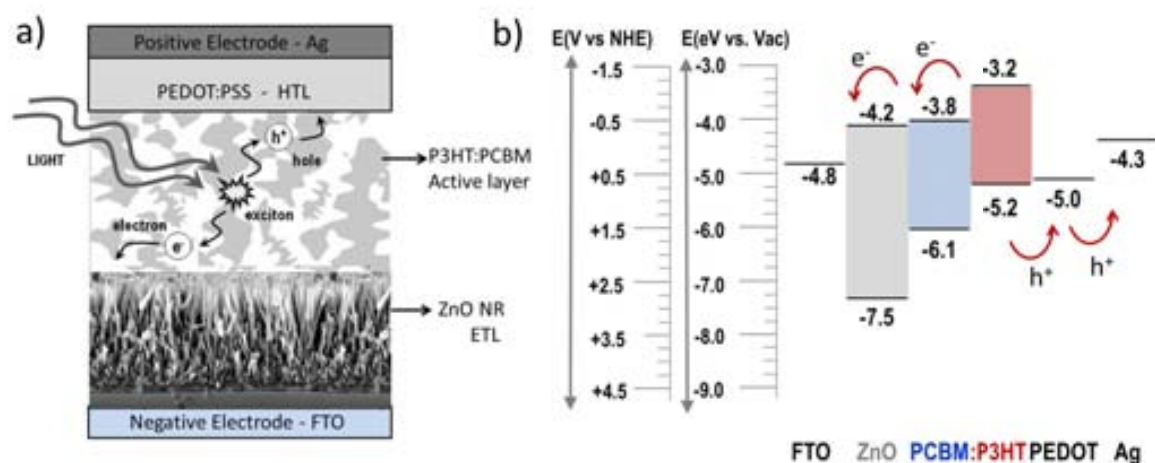 a)
Positive Electrode - Ag
PEDOT:PSS - HTL
LIGHT
h+
hole
exciton
electron
e-
P3HT:PCBM
Active layer
ZnO NR
ETL
Negative Electrode - FTO
b)
E(V vs NHE)
-1.5
-0.5
+0.5
+1.5
+2.5
+3.5
+4.5
E(eV vs. Vac)
-3.0
-4.0
-5.0
-6.0
-7.0
-8.0
-9.0
e-
e-
-3.2
-4.2
-3.8
-4.3
-4.8
-5.0
-5.2
-6.1
h+
h+
-7.5
FTO ZnO PCBM:P3HT PEDOT Ag